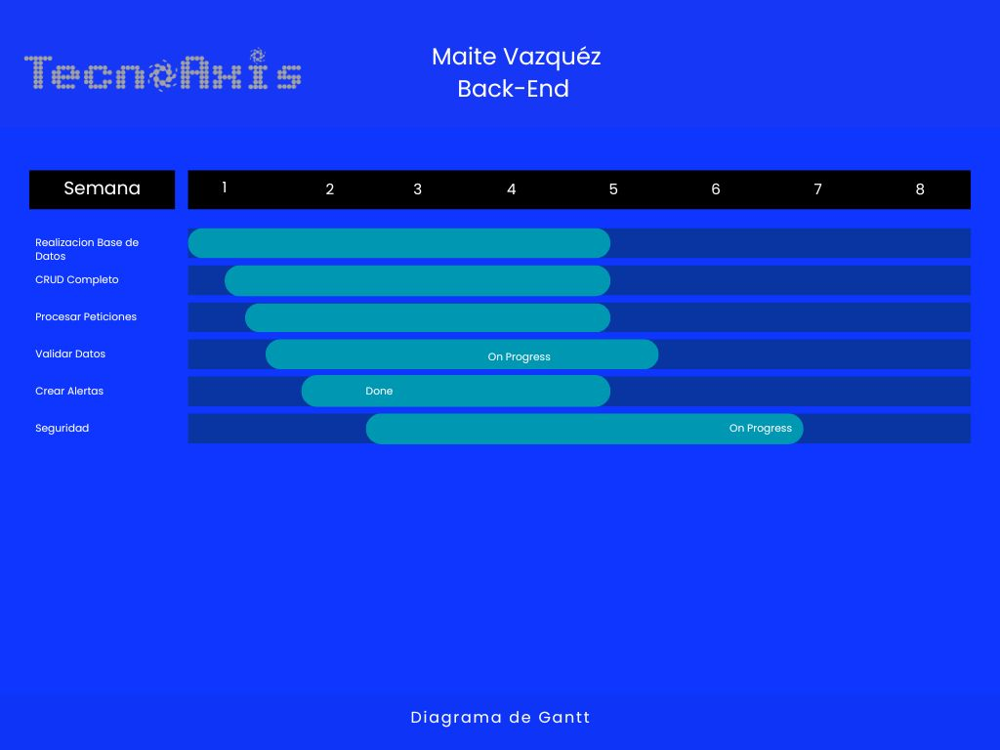 TecnoAxis
Maite Vazquéz
Back-End
Semana 1 2 3 4 5 6 7 8
Realizacion Base de
Datos
CRUD Completo
Procesar Peticiones
Validar Datos On Progress
Crear Alertas Done
Seguridad On Progress
Diagrama de Gantt